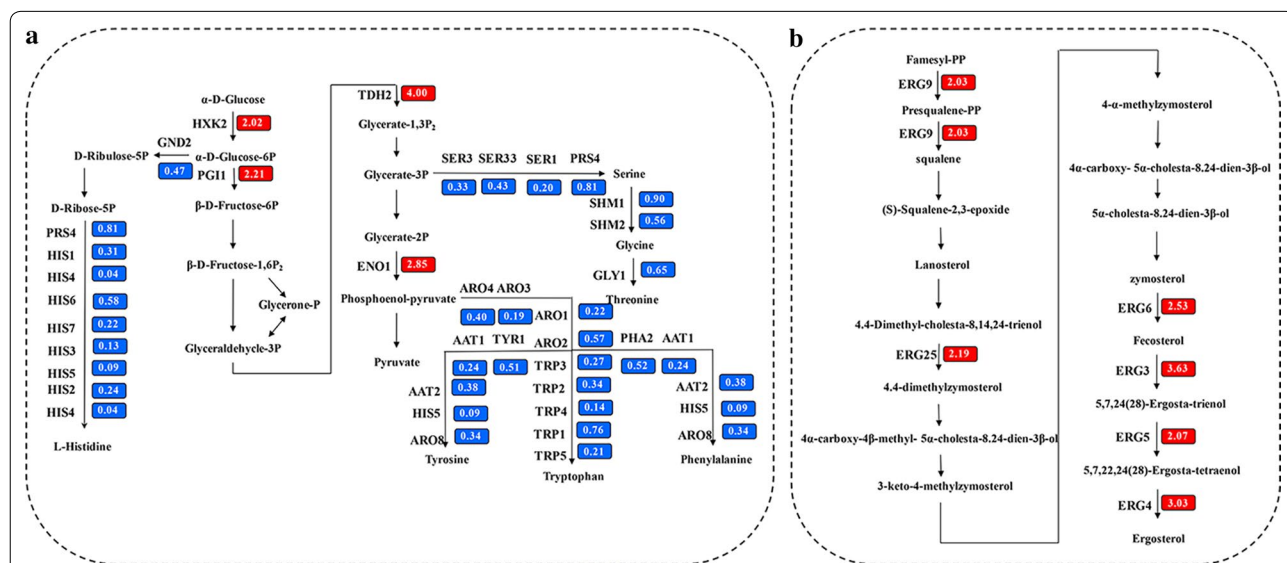 a
α-D-Glucose
HXK2 2.02
GND2
D-Ribulose-5P
0.47
α-D-Glucose-6P
PGI1 2.21
D-Ribose-5P
β-D-Fructose-6P
PRS4 0.81
HIS1 0.31
HIS4 0.04
HIS6 0.58
HIS7 0.22
HIS3 0.13
HIS5 0.09
HIS2 0.24
HIS4 0.04
L-Histidine
β-D-Fructose-1,6P₂
Glycerone-P
Glyceraldehycle-3P
TDH2 4.00
Glycerate-1,3P₂
Glycerate-3P
SER3 SER33 SER1 PRS4
0.33 0.43 0.20 0.81
Serine
SHM1 0.90
SHM2 0.56
Glycine
GLY1 0.65
Threonine
Glycerate-2P
ENO1 2.85
Phosphoenol-pyruvate
Pyruvate
ARO4 ARO3
0.40 0.19
ARO1 0.22
ARO2 0.57
AAT1 TYR1
0.24 0.51
AAT2 0.38
HIS5 0.09
ARO8 0.34
Tyrosine
TRP3 0.27
TRP2 0.34
TRP4 0.14
TRP1 0.76
TRP5 0.21
Tryptophan
PHA2 AAT1
0.52 0.24
AAT2 0.38
HIS5 0.09
ARO8 0.34
Phenylalanine
b
Famesyl-PP
ERG9 2.03
Presqualene-PP
ERG9 2.03
squalene
(S)-Squalene-2,3-epoxide
Lanosterol
4.4-Dimethyl-cholesta-8,14,24-trienol
ERG25 2.19
4.4-dimethylzymosterol
4α-carboxy-4β-methyl- 5α-cholesta-8.24-dien-3β-ol
3-keto-4-methylzymosterol
4-α-methylzymosterol
4α-carboxy- 5α-cholesta-8.24-dien-3β-ol
5α-cholesta-8.24-dien-3β-ol
zymosterol
ERG6 2.53
Fecosterol
ERG3 3.63
5,7,24(28)-Ergosta-trienol
ERG5 2.07
5,7,22,24(28)-Ergosta-tetraenol
ERG4 3.03
Ergosterol